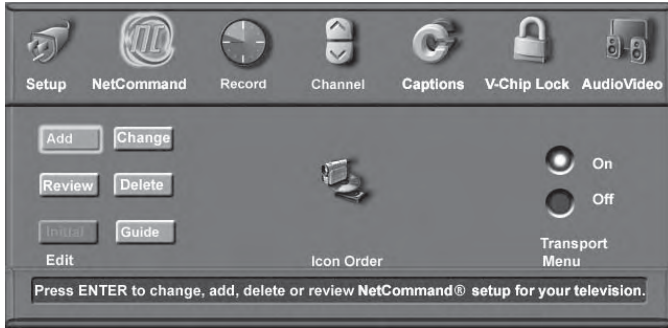 Setup NetCommand Record Channel Captions V-Chip Lock AudioVideo
Add Change
Review Delete
Initial Guide
Edit
Icon Order
On
Off
Transport
Menu
Press ENTER to change, add, delete or review NetCommand® setup for your television.